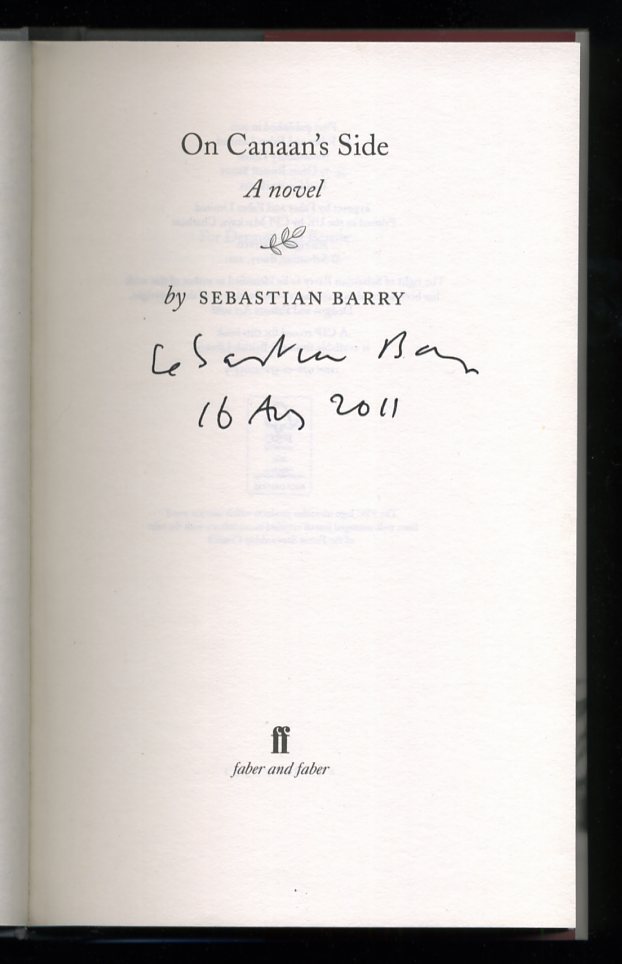 On Canaan's Side
A novel
by SEBASTIAN BARRY
Sebastian Barry
16 Aug 2011
ff
faber and faber